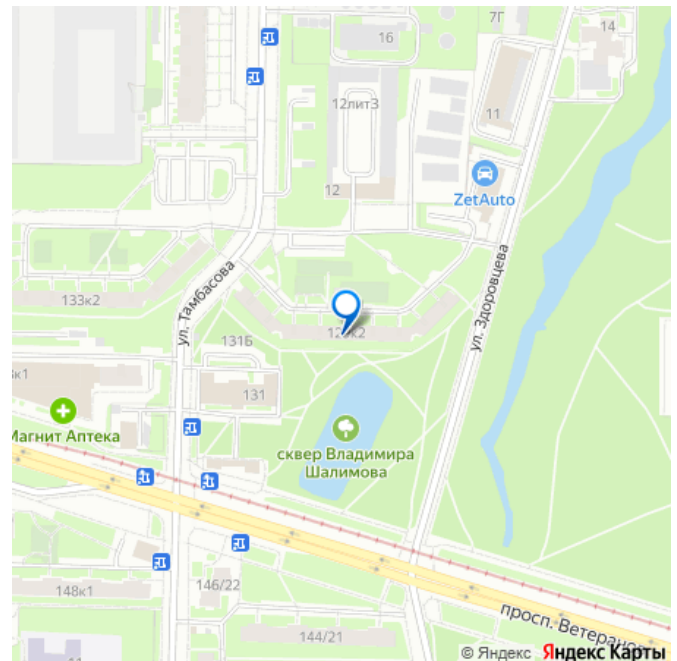 7Г
14
16
12литЗ
11
12
ZetAuto
ул. Тамбасова
ул. Здоровцева
133к2
131Б
131
Магнит Аптека
сквер Владимира
Шалимова
148к1
146/22
144/21
просп. Ветеранов
© Яндекс Яндекс Карты